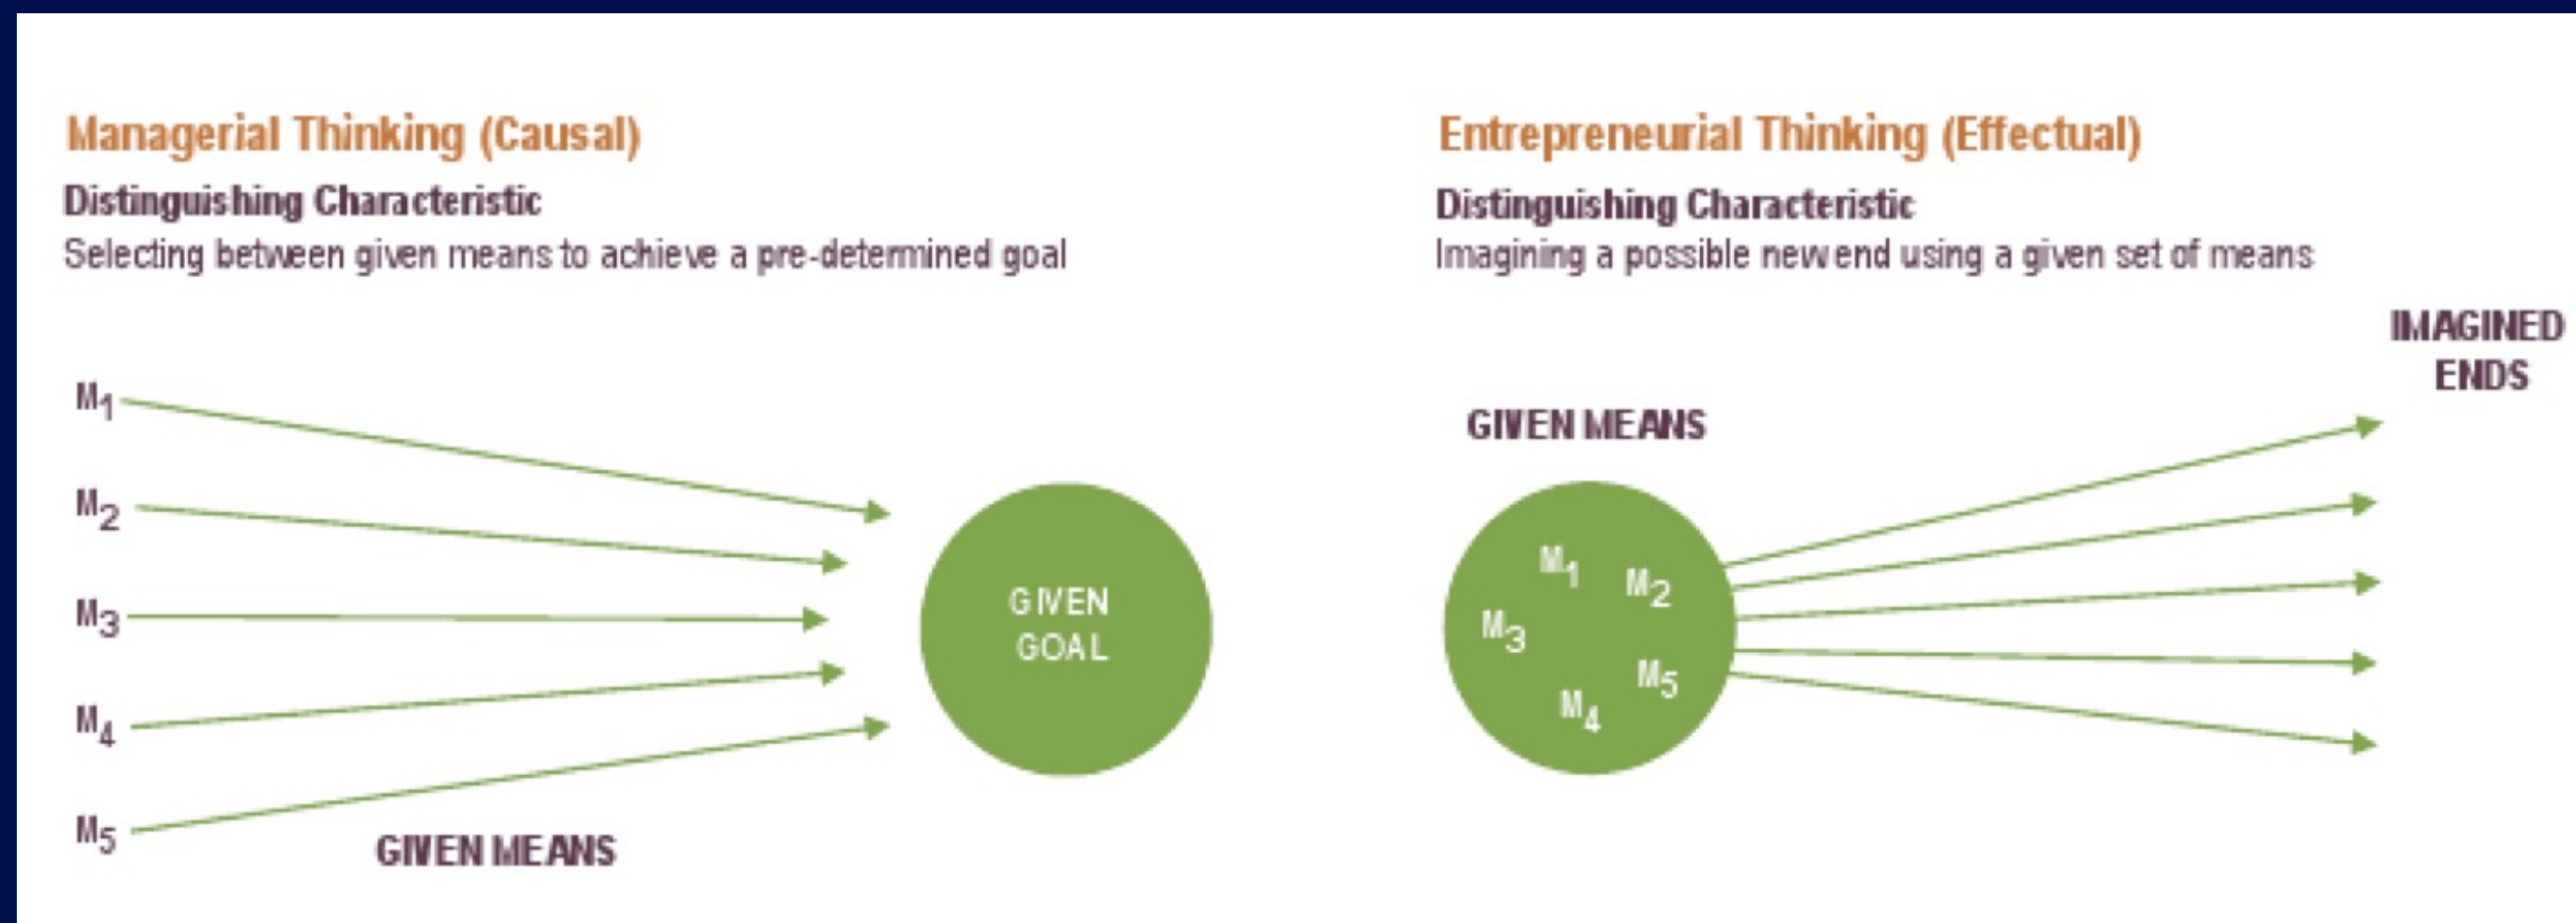 Managerial Thinking (Causal)
Distinguishing Characteristic
Selecting between given means to achieve a pre-determined goal
M1
M2
M3
M4
M5
GIVEN MEANS
GIVEN
GOAL
Entrepreneurial Thinking (Effectual)
Distinguishing Characteristic
Imagining a possible new end using a given set of means
GIVEN MEANS
M1
M2
M3
M5
M4
IMAGINED
ENDS